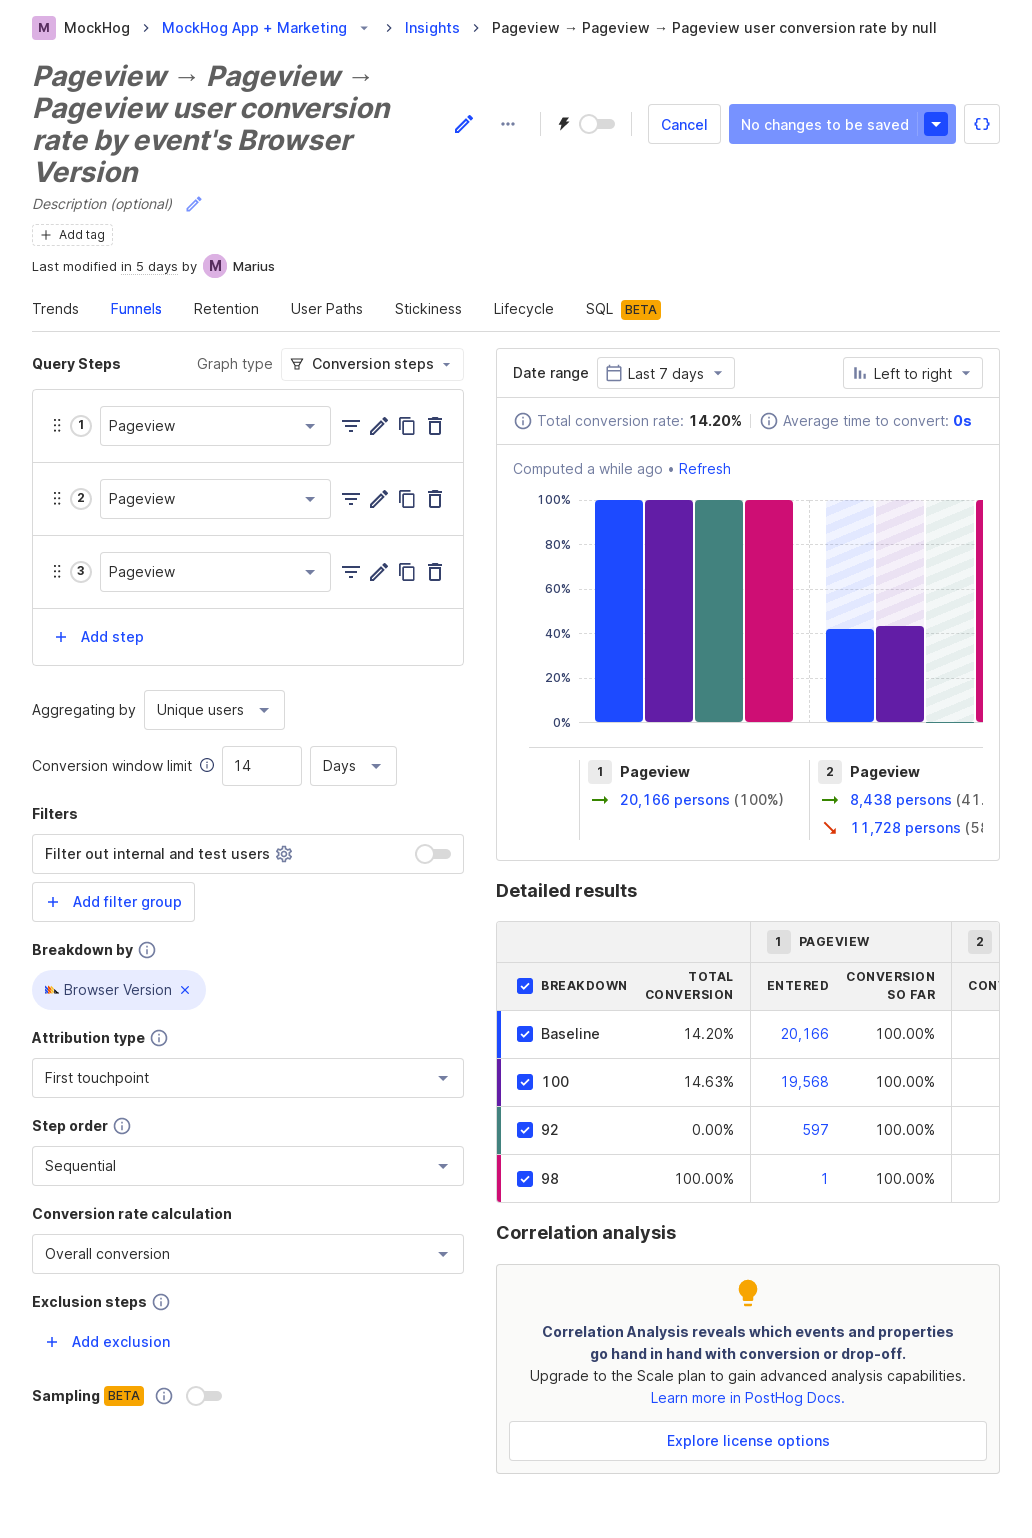 M MockHog > MockHog App + Marketing > Insights > Pageview → Pageview → Pageview user conversion rate by null
Pageview → Pageview →
Pageview user conversion
rate by event's Browser
Version
Cancel
No changes to be saved
Description (optional)
Add tag
Last modified in 5 days by M Marius
Trends Funnels Retention User Paths Stickiness Lifecycle SQL BETA
Query Steps Graph type Conversion steps
1 Pageview
2 Pageview
3 Pageview
+ Add step
Aggregating by Unique users
Conversion window limit 14 Days
Filters
Filter out internal and test users
+ Add filter group
Breakdown by
Browser Version ×
Attribution type
First touchpoint
Step order
Sequential
Conversion rate calculation
Overall conversion
Exclusion steps
+ Add exclusion
Sampling BETA
Date range Last 7 days Left to right
Total conversion rate: 14.20% Average time to convert: 0s
Computed a while ago • Refresh
100%
80%
60%
40%
20%
0%
1 Pageview
20,166 persons (100%)
2 Pageview
8,438 persons (41.
11,728 persons (58
Detailed results
1 PAGEVIEW 2
BREAKDOWN TOTAL CONVERSION ENTERED CONVERSION SO FAR
Baseline 14.20% 20,166 100.00%
100 14.63% 19,568 100.00%
92 0.00% 597 100.00%
98 100.00% 1 100.00%
Correlation analysis
Correlation Analysis reveals which events and properties
go hand in hand with conversion or drop-off.
Upgrade to the Scale plan to gain advanced analysis capabilities.
Learn more in PostHog Docs.
Explore license options